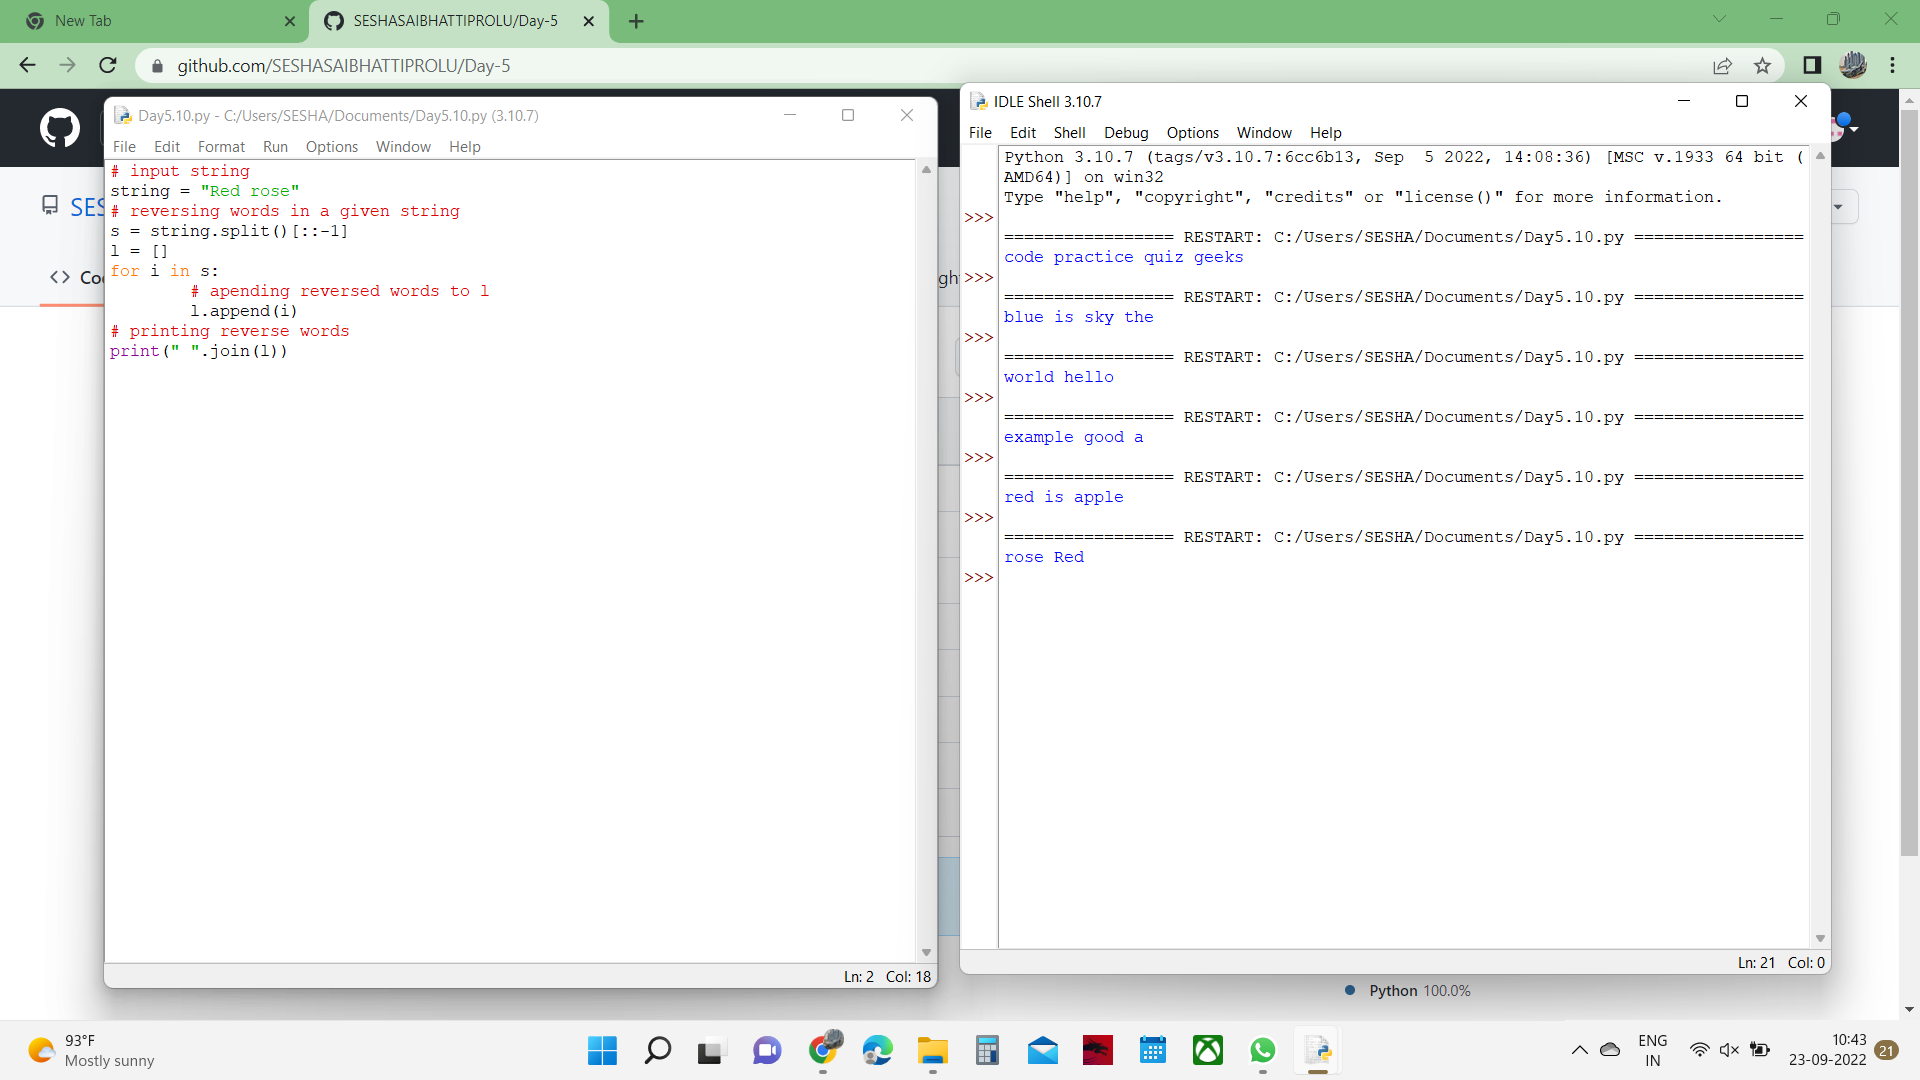 New Tab
SESHASAIBHATTIPROLU/Day-5
github.com/SESHASAIBHATTIPROLU/Day-5
Day5.10.py - C:/Users/SESHA/Documents/Day5.10.py (3.10.7)
File Edit Format Run Options Window Help
# input string
string = "Red rose"
# reversing words in a given string
s = string.split()[::-1]
l = []
for i in s:
# apending reversed words to l
l.append(i)
# printing reverse words
print(" ".join(l))
Ln: 2 Col: 18
IDLE Shell 3.10.7
File Edit Shell Debug Options Window Help
Python 3.10.7 (tags/v3.10.7:6cc6b13, Sep  5 2022, 14:08:36) [MSC v.1933 64 bit (
AMD64)] on win32
Type "help", "copyright", "credits" or "license()" for more information.
>>>
================= RESTART: C:/Users/SESHA/Documents/Day5.10.py =================
code practice quiz geeks
>>>
================= RESTART: C:/Users/SESHA/Documents/Day5.10.py =================
blue is sky the
>>>
================= RESTART: C:/Users/SESHA/Documents/Day5.10.py =================
world hello
>>>
================= RESTART: C:/Users/SESHA/Documents/Day5.10.py =================
example good a
>>>
================= RESTART: C:/Users/SESHA/Documents/Day5.10.py =================
red is apple
>>>
================= RESTART: C:/Users/SESHA/Documents/Day5.10.py =================
rose Red
>>>
Ln: 21 Col: 0
SES
<> Co
gh
Python 100.0%
93°F
Mostly sunny
ENG
IN
10:43
23-09-2022
21